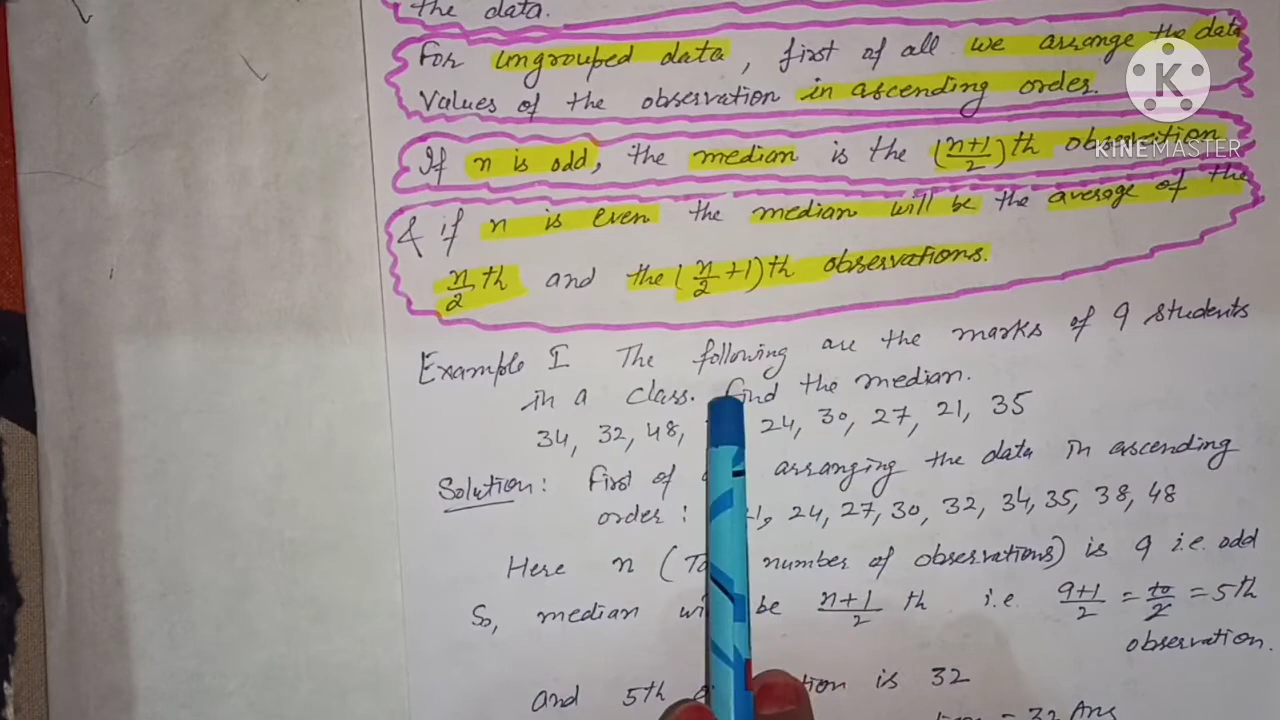 the data.
For ungrouped data, first of all we arrange the data
values of the observation in ascending order.
K
KINEMASTER
If n is odd, the median is the (n+1/2)th observation
& if n is even the median will be the average of the
n/2 th and the (n/2 +1)th observations.
Example I The following are the marks of 9 students
in a class. Find the median.
34, 32, 48, 24, 30, 27, 21, 35
Solution: First of arranging the data in ascending
order: 24, 27, 30, 32, 34, 35, 38, 48
Here n ( number of observations) is 9 i.e. odd
So, median be n+1/2 th i.e. 9+1/2 = 10/2 = 5th
observation.
And 5th is 32
= 32 Ans